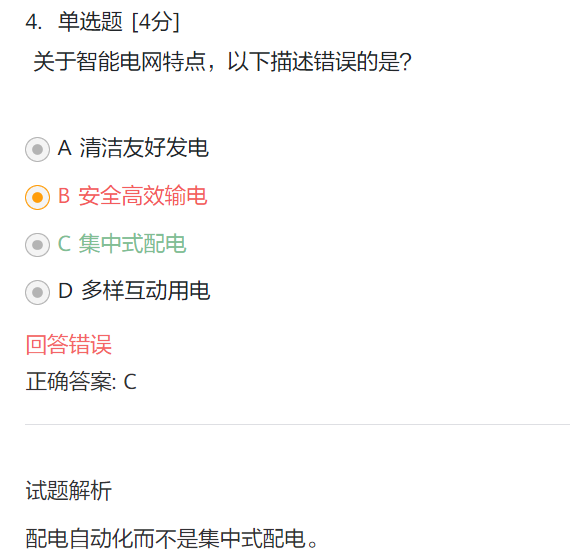 4. 单选题 [4分]
关于智能电网特点，以下描述错误的是?
A 清洁友好发电
B 安全高效输电
C 集中式配电
D 多样互动用电
回答错误
正确答案: C
试题解析
配电自动化而不是集中式配电。